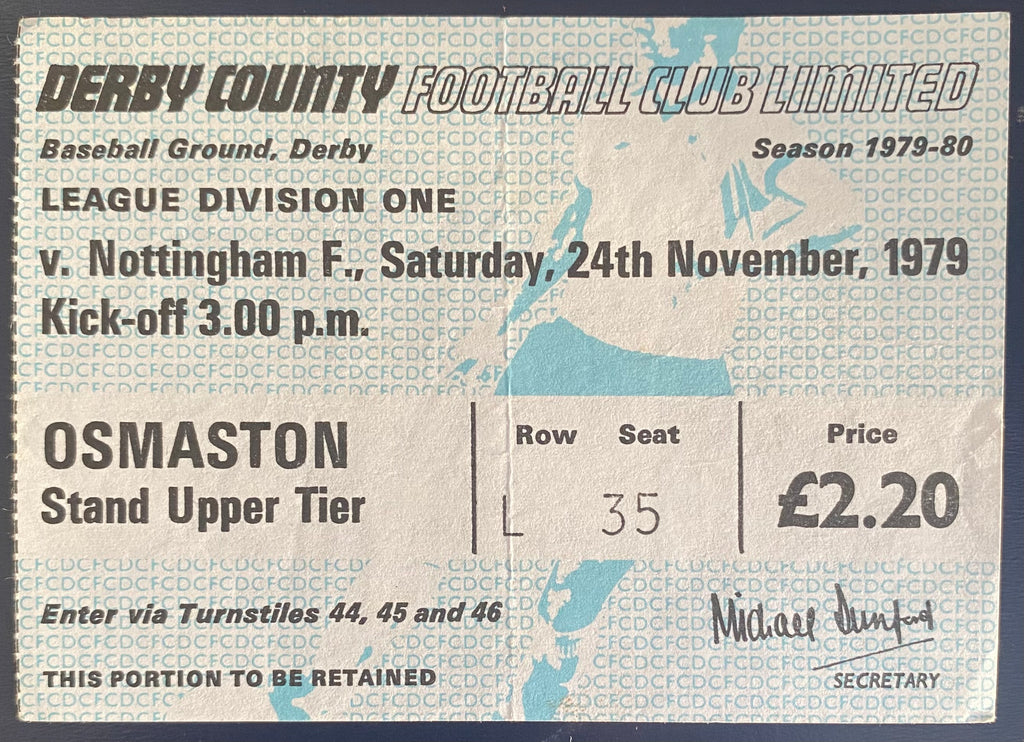 DERBY COUNTY FOOTBALL CLUB LIMITED
Baseball Ground, Derby Season 1979-80
LEAGUE DIVISION ONE
v. Nottingham F., Saturday, 24th November, 1979
Kick-off 3.00 p.m.
OSMASTON
Stand Upper Tier
Row Seat
L 35
Price
£2.20
Enter via Turnstiles 44, 45 and 46
Michael Dunford
SECRETARY
THIS PORTION TO BE RETAINED